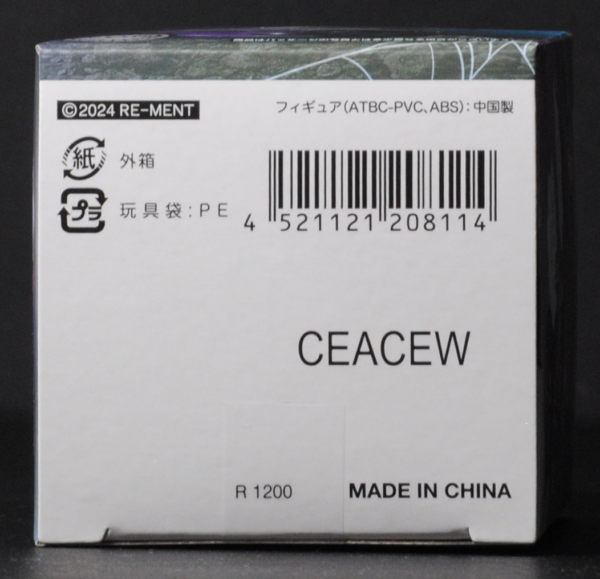 ©2024 RE-MENT
フィギュア(ATBC-PVC、ABS):中国製
紙 外箱
プラ 玩具袋:PE
4 521121 208114
CEACEW
R 1200
MADE IN CHINA